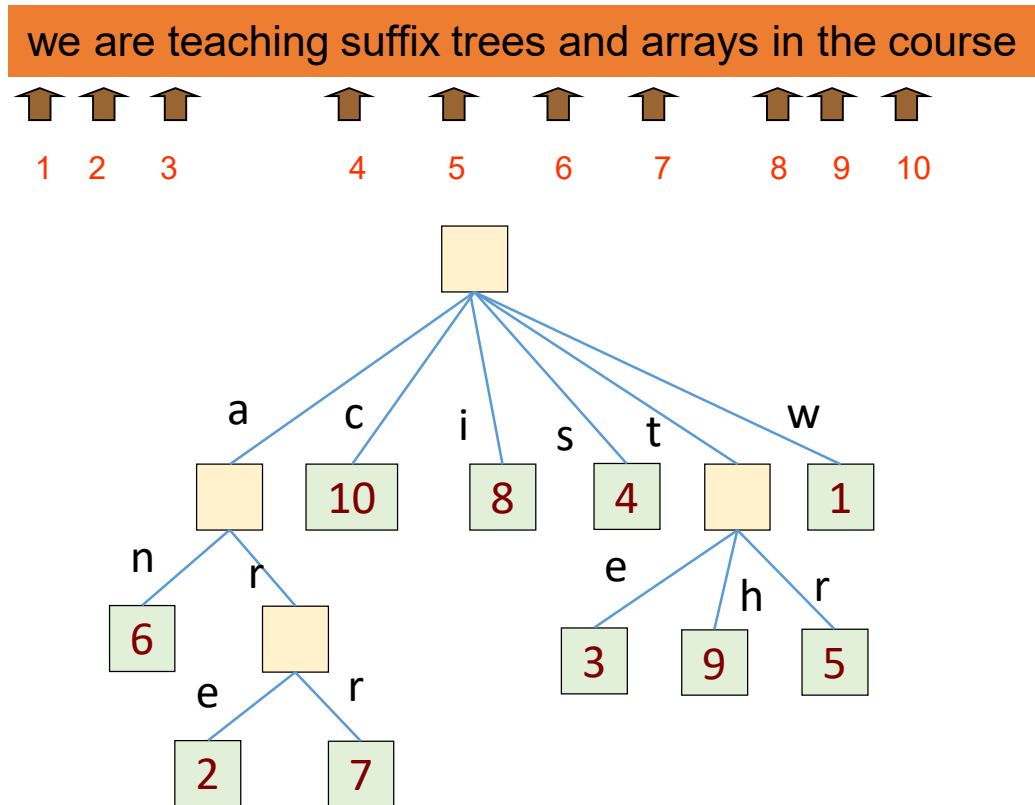 we are teaching suffix trees and arrays in the course
1 2 3 4 5 6 7 8 9 10
a c i s t w
10 8 4 1
n r e h r
6 3 9 5
e r
2 7